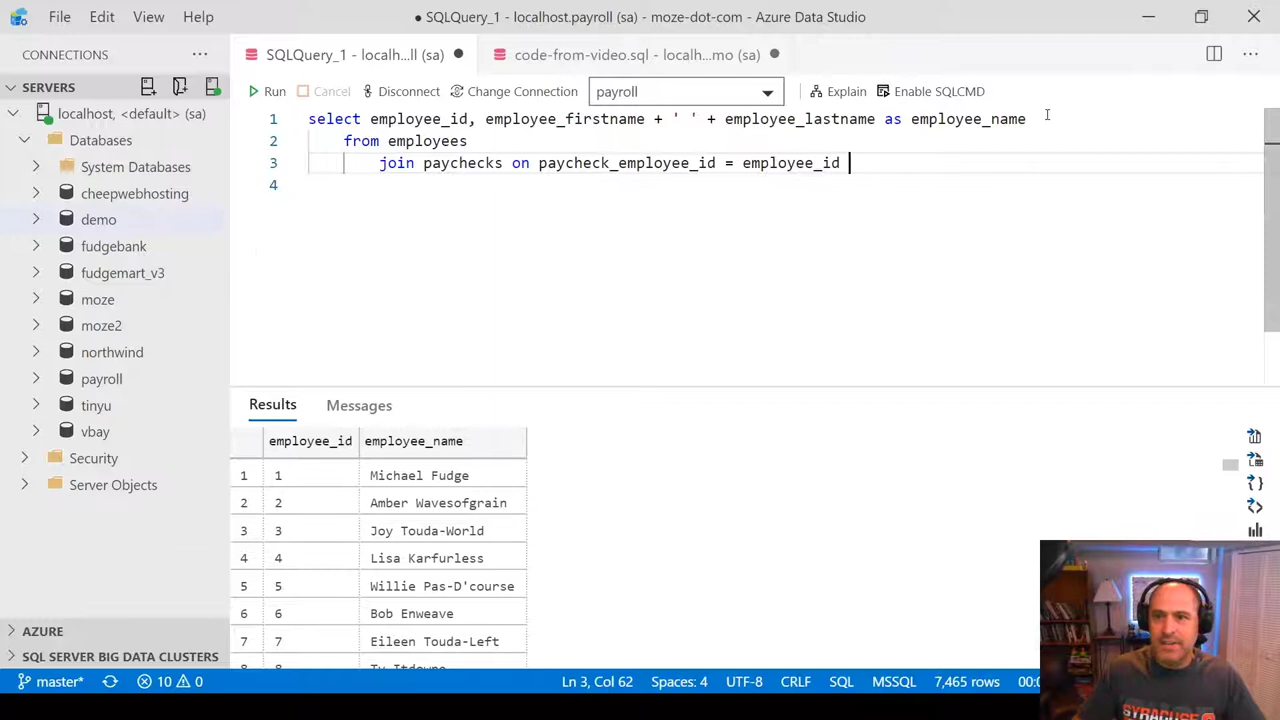 File Edit View Help
● SQLQuery_1 - localhost.payroll (sa) - moze-dot-com - Azure Data Studio
CONNECTIONS
SQLQuery_1 - localh...ll (sa)
code-from-video.sql - localh...mo (sa)
SERVERS
Run Cancel Disconnect Change Connection payroll Explain Enable SQLCMD
localhost, <default> (sa)
Databases
System Databases
cheepwebhosting
demo
fudgebank
fudgemart_v3
moze
moze2
northwind
payroll
tinyu
vbay
Security
Server Objects
AZURE
SQL SERVER BIG DATA CLUSTERS
1 select employee_id, employee_firstname + ' ' + employee_lastname as employee_name
2 from employees
3 join paychecks on paycheck_employee_id = employee_id
4
Results Messages
employee_id employee_name
1 1 Michael Fudge
2 2 Amber Wavesofgrain
3 3 Joy Touda-World
4 4 Lisa Karfurless
5 5 Willie Pas-D'course
6 6 Bob Enweave
7 7 Eileen Touda-Left
master* 10 0 Ln 3, Col 62 Spaces: 4 UTF-8 CRLF SQL MSSQL 7,465 rows
SYRACUSE